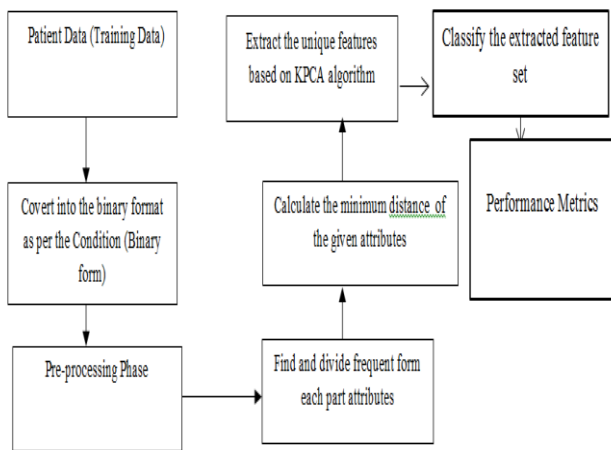 Patient Data (Training Data)
Covert into the binary format
as per the Condition (Binary
form)
Pre-processing Phase
Find and divide frequent form
each part attributes
Calculate the minimum distance of
the given attributes
Extract the unique features
based on KPCA algorithm
Classify the extracted feature
set
Performance Metrics